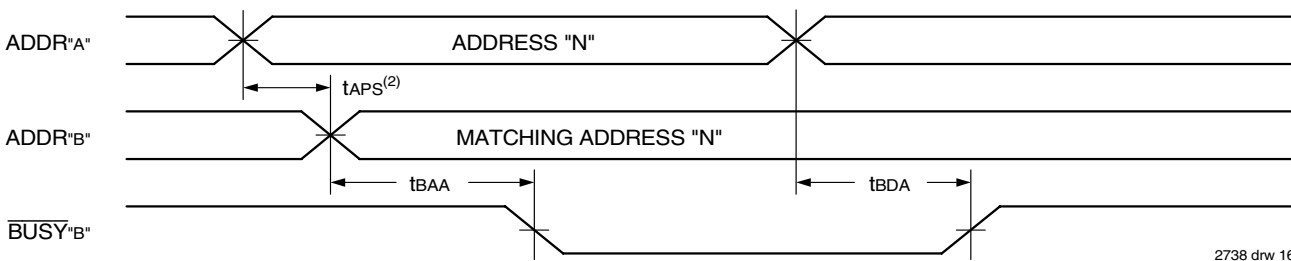 ADDR"A"
ADDRESS "N"
tAPS(2)
ADDR"B"
MATCHING ADDRESS "N"
tBAA
tBDA
BUSY"B"
2738 drw 16